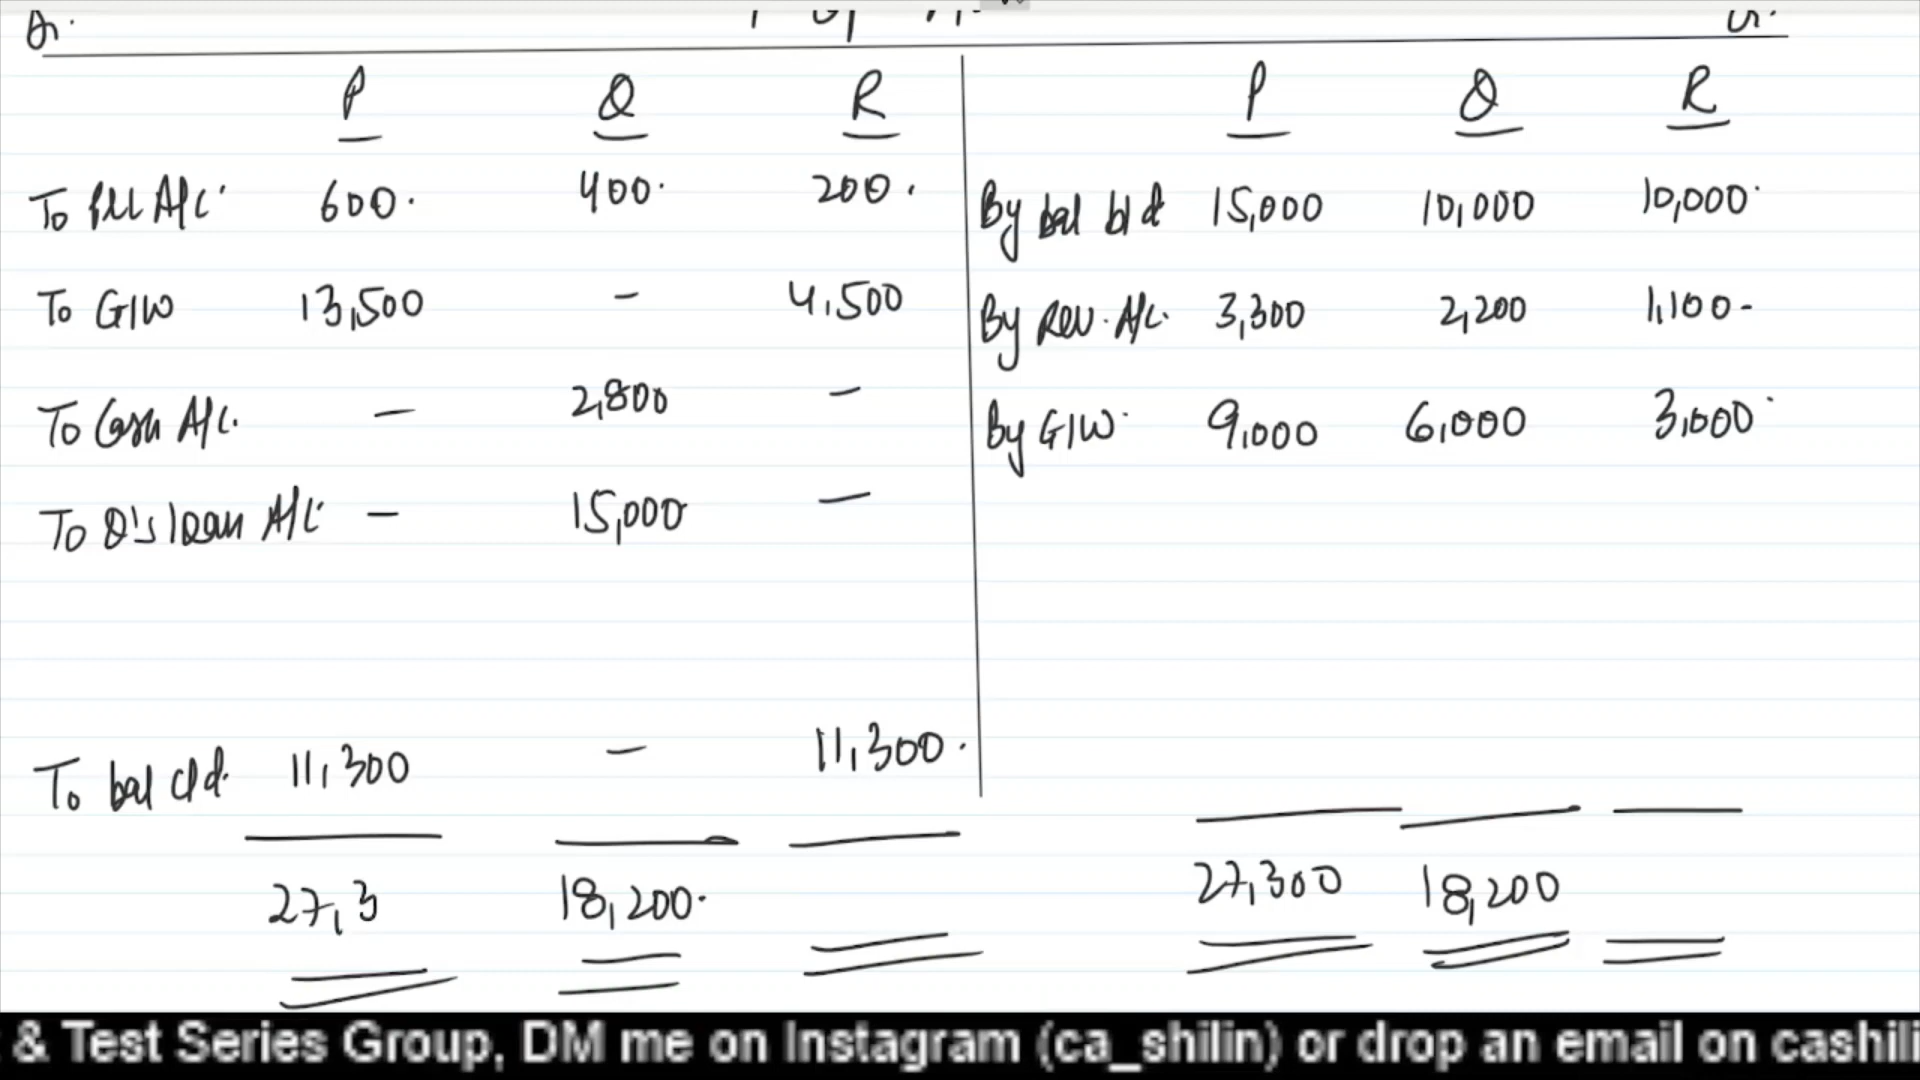 Dr. Cr.
P Q R P Q R
To P&L A/c 600. 400. 200. By bal b/d 15,000 10,000 10,000
To G/W 13,500 - 4,500 By Rev. A/c. 3,300 2,200 1,100-
To Cash A/c. - 2,800 - By G/W 9,000 6,000 3,000
To Q's loan A/c - 15,000 -
To bal c/d. 11,300 - 11,300.
27,3 18,200. 27,300 18,200
& Test Series Group, DM me on Instagram (ca_shilin) or drop an email on cashili